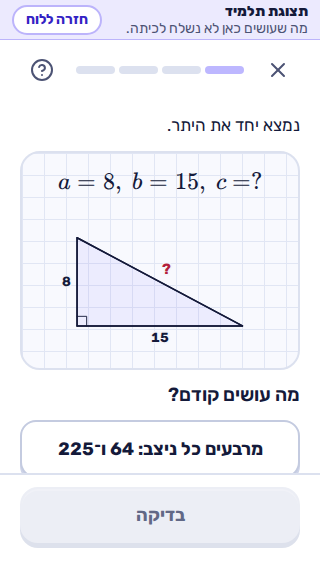 תצוגת תלמיד
מה שעושים כאן לא נשלח לכיתה.
חזרה ללוח
?
נמצא יחד את היתר.
a = 8, b = 15, c =?
?
8
15
מה עושים קודם?
מרבעים כל ניצב: 64 ו־225
בדיקה